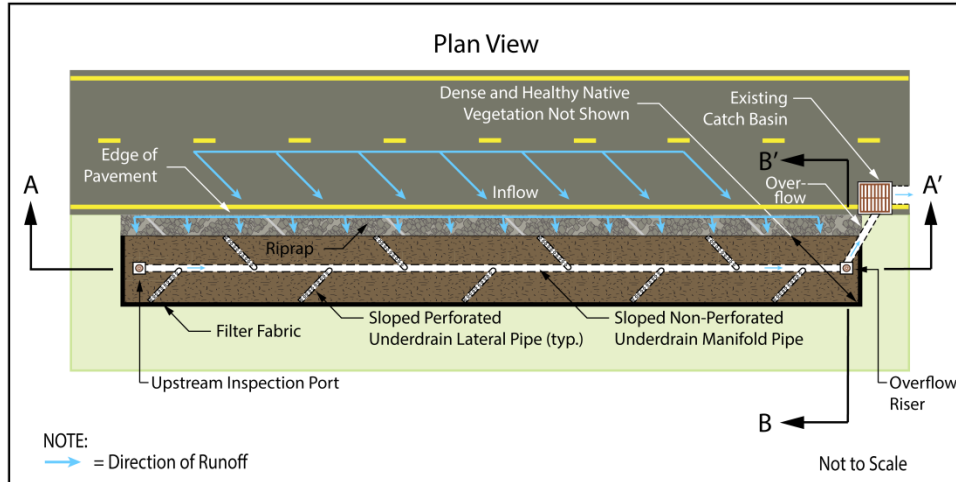 Plan View
Dense and Healthy Native
Vegetation Not Shown
Existing
Catch Basin
Edge of
Pavement
B'
A
Inflow
Over-
flow
A'
Riprap
Filter Fabric
Sloped Perforated
Underdrain Lateral Pipe (typ.)
Sloped Non-Perforated
Underdrain Manifold Pipe
Upstream Inspection Port
Overflow
Riser
B
NOTE:
= Direction of Runoff
Not to Scale